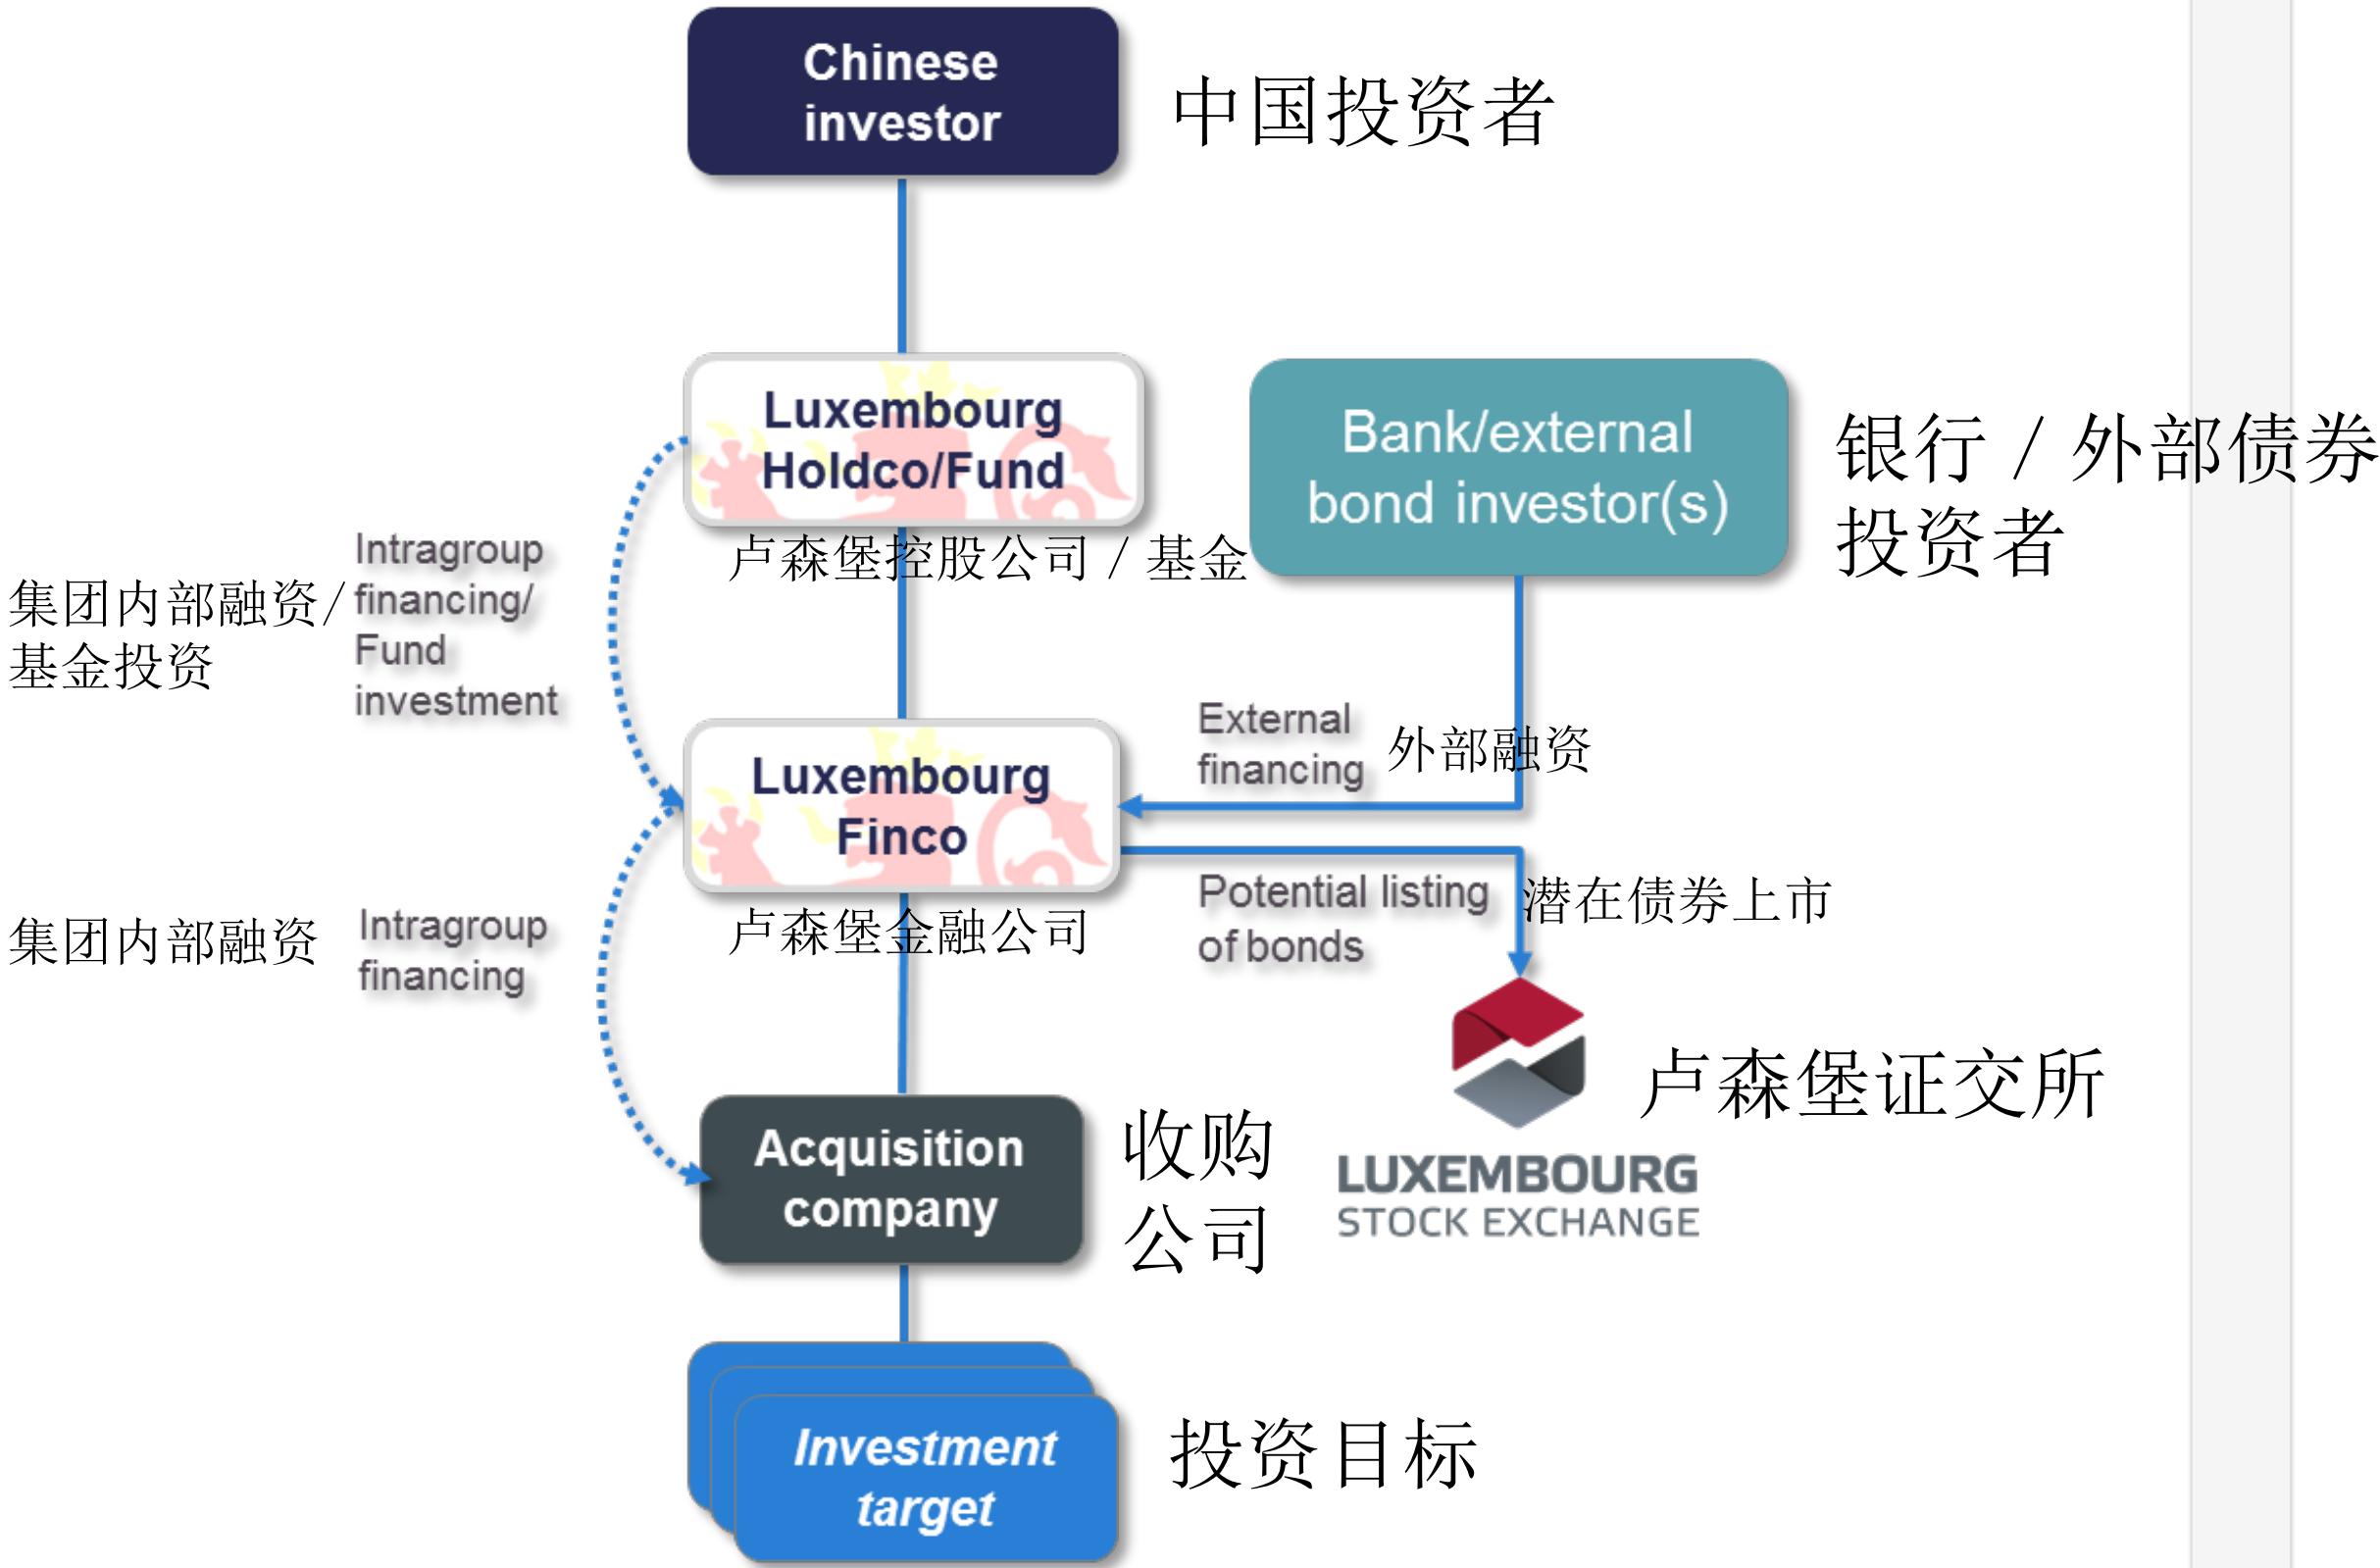 Chinese
investor
中国投资者
Luxembourg
Holdco/Fund
卢森堡控股公司／基金
Bank/external
bond investor(s)
银行／外部债券
投资者
Intragroup
financing/
Fund
investment
集团内部融资/
基金投资
External
financing
外部融资
Luxembourg
Finco
卢森堡金融公司
Potential listing
of bonds
潜在债券上市
集团内部融资
Intragroup
financing
卢森堡证交所
LUXEMBOURG
STOCK EXCHANGE
Acquisition
company
收购
公司
Investment
target
投资目标